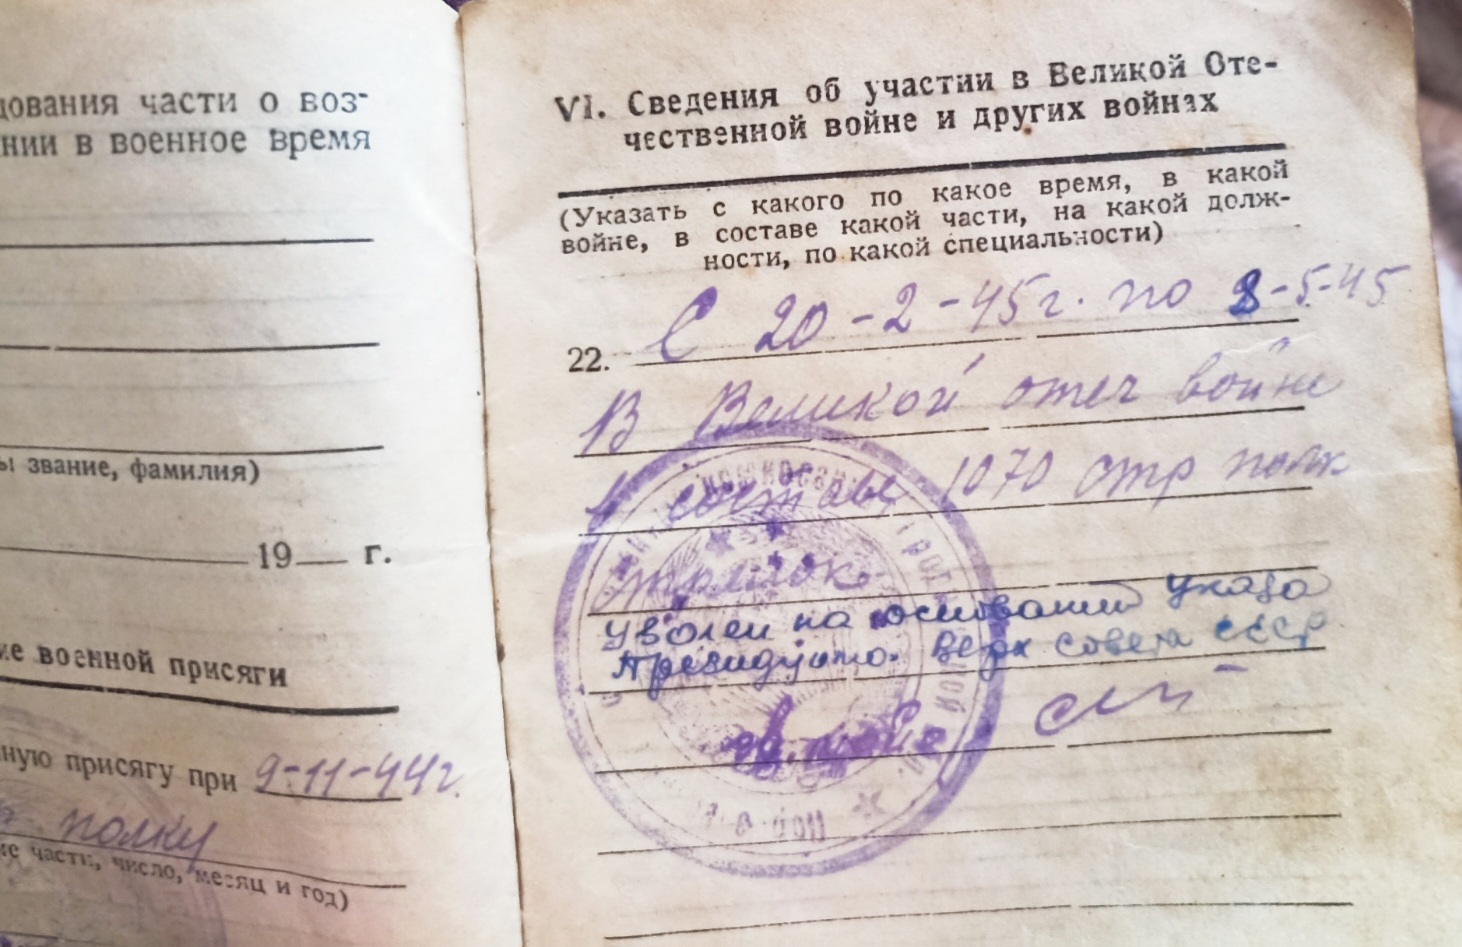 дования части о воз-
нии в военное время
звание, фамилия)
19 г.
ие военной присяги
ную присягу при 9-11-44г.
полку
части, число, месяц и год)
VI. Сведения об участии в Великой Оте-
чественной войне и других войнах
(Указать с какого по какое время, в какой
войне, в составе какой части, на какой долж-
ности, по какой специальности)
22. С 20-2-45г. по 8-5-45
В Великой отеч войне
в составе 1070 стр полк
стрелок
Уволен на основании Указа
Президиума Верх Совета СССР